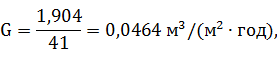 G = 1,904 / 41 = 0,0464 м³/(м² · год),